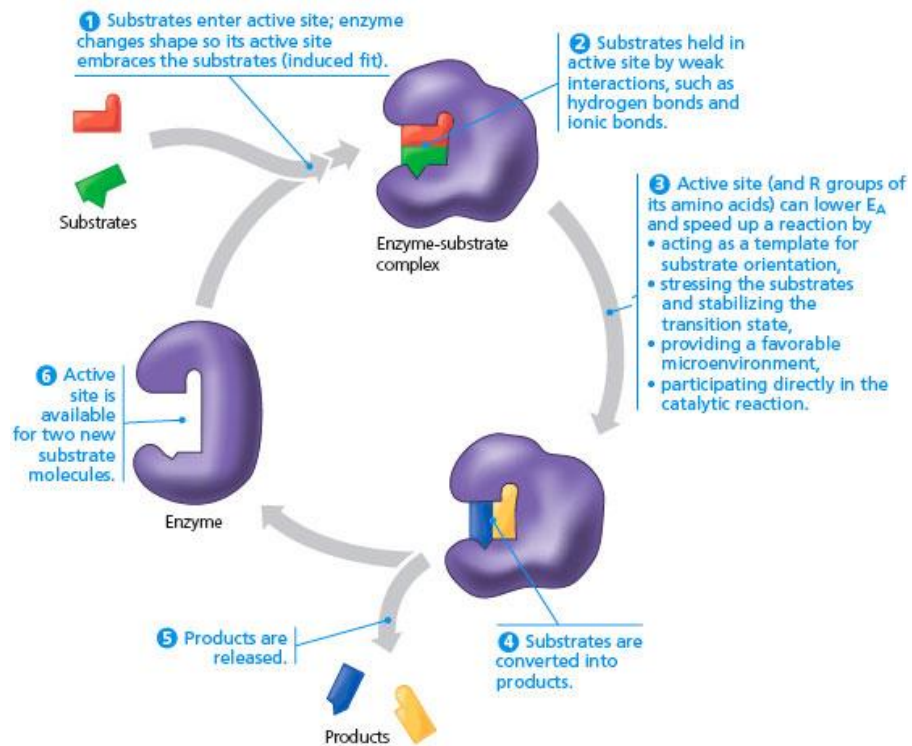 1 Substrates enter active site; enzyme
changes shape so its active site
embraces the substrates (induced fit).
2 Substrates held in
active site by weak
interactions, such as
hydrogen bonds and
ionic bonds.
Substrates
Enzyme-substrate
complex
3 Active site (and R groups of
its amino acids) can lower EA
and speed up a reaction by
• acting as a template for
substrate orientation,
• stressing the substrates
and stabilizing the
transition state,
• providing a favorable
microenvironment,
• participating directly in the
catalytic reaction.
6 Active
site is
available
for two new
substrate
molecules.
Enzyme
5 Products are
released.
4 Substrates are
converted into
products.
Products